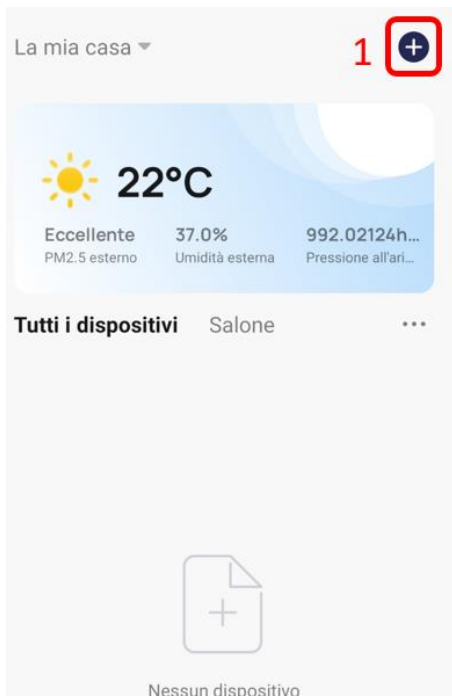 La mia casa
1
22°C
Eccellente 37.0% 992.02124h...
PM2.5 esterno Umidità esterna Pressione all'ari...
Tutti i dispositivi Salone ...
Nessun dispositivo